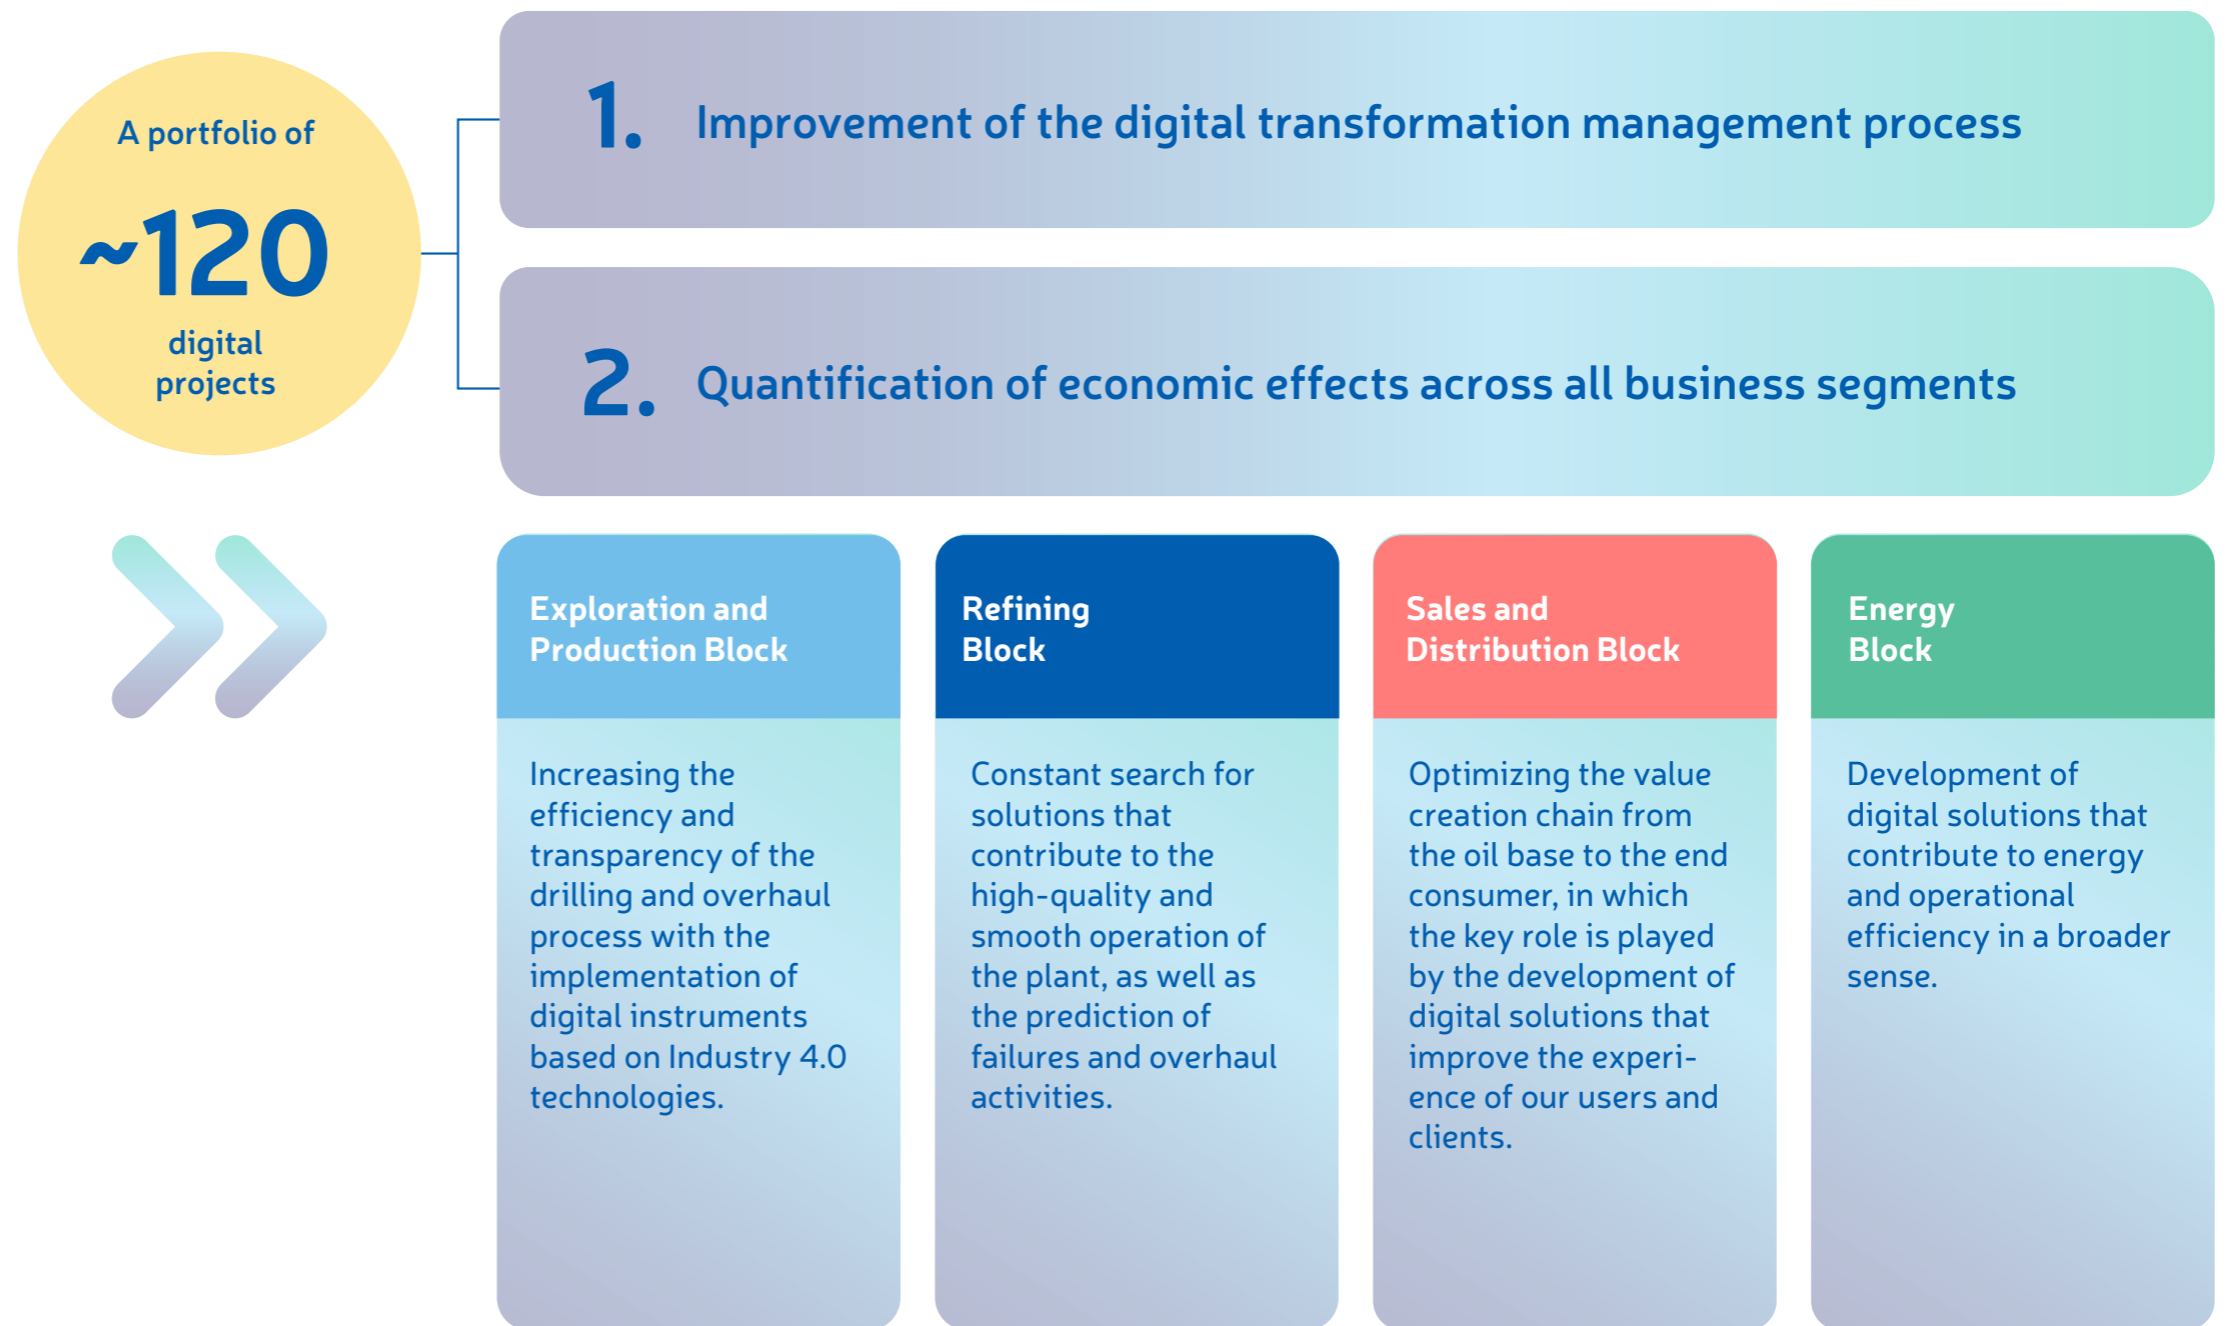 A portfolio of
~120
digital
projects
1. Improvement of the digital transformation management process
2. Quantification of economic effects across all business segments
Exploration and
Production Block
Increasing the
efficiency and
transparency of the
drilling and overhaul
process with the
implementation of
digital instruments
based on Industry 4.0
technologies.
Refining
Block
Constant search for
solutions that
contribute to the
high-quality and
smooth operation of
the plant, as well as
the prediction of
failures and overhaul
activities.
Sales and
Distribution Block
Optimizing the value
creation chain from
the oil base to the end
consumer, in which
the key role is played
by the development of
digital solutions that
improve the experi-
ence of our users and
clients.
Energy
Block
Development of
digital solutions that
contribute to energy
and operational
efficiency in a broader
sense.